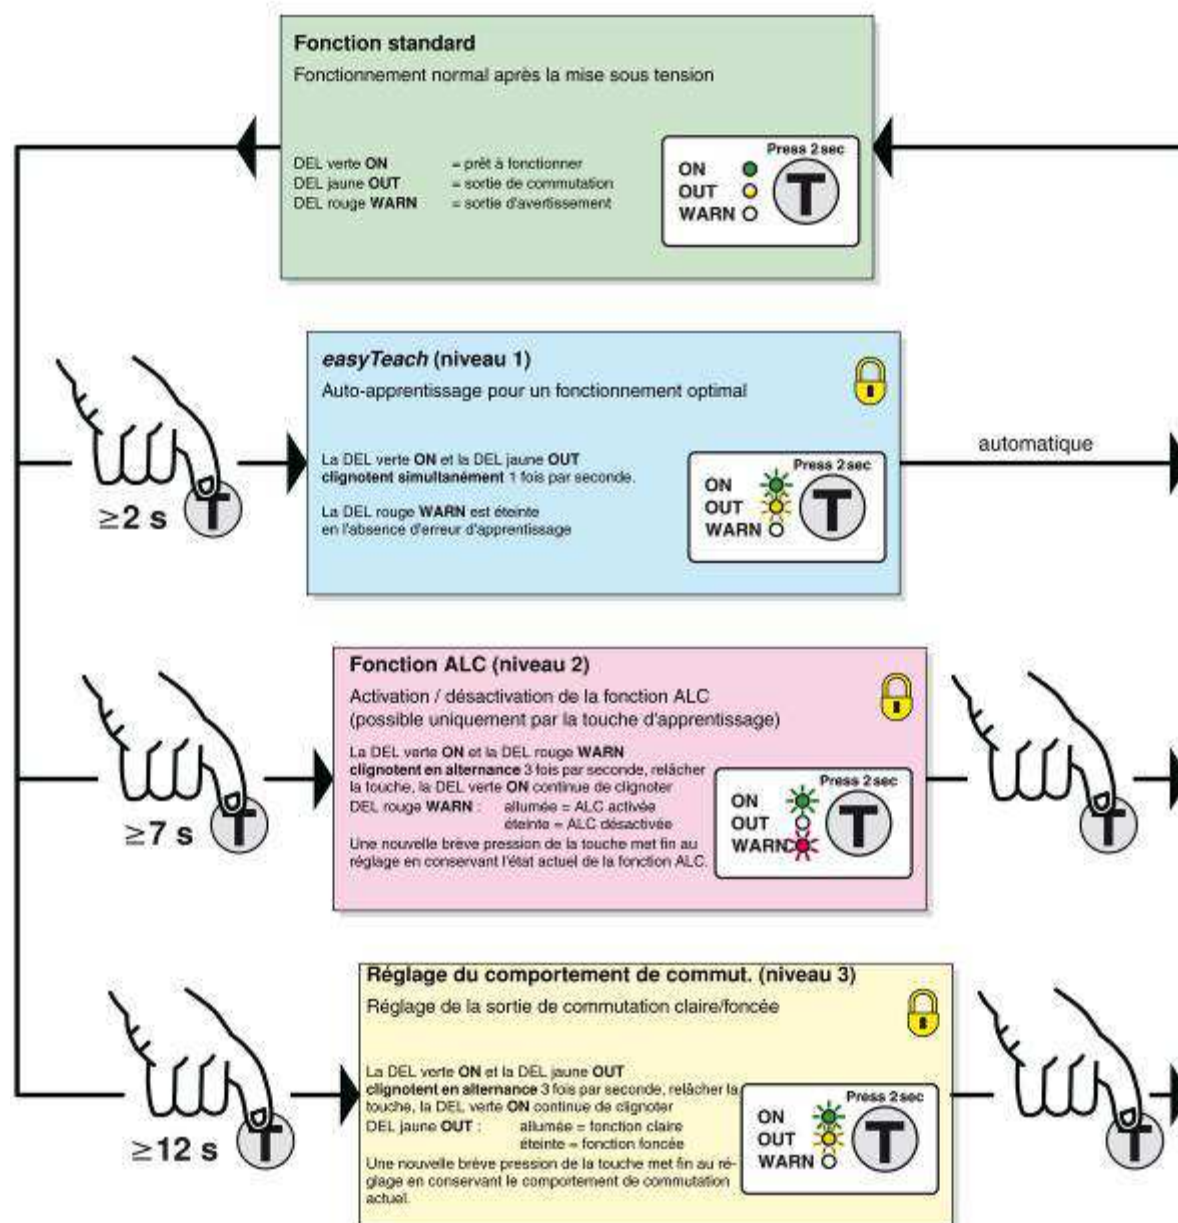 Fonction standard
Fonctionnement normal après la mise sous tension
DEL verte ON = prêt à fonctionner
DEL jaune OUT = sortie de commutation
DEL rouge WARN = sortie d'avertissement
Press 2 sec
ON
OUT
WARN
T
easyTeach (niveau 1)
Auto-apprentissage pour un fonctionnement optimal
La DEL verte ON et la DEL jaune OUT
clignotent simultanément 1 fois par seconde.
La DEL rouge WARN est éteinte
en l'absence d'erreur d'apprentissage
Press 2 sec
ON
OUT
WARN
T
automatique
≥2 s
T
Fonction ALC (niveau 2)
Activation / désactivation de la fonction ALC
(possible uniquement par la touche d'apprentissage)
La DEL verte ON et la DEL rouge WARN
clignotent en alternance 3 fois par seconde, relâcher
la touche, la DEL verte ON continue de clignoter
DEL rouge WARN : allumée = ALC activée
éteinte = ALC désactivée
Une nouvelle brève pression de la touche met fin au
réglage en conservant l'état actuel de la fonction ALC.
Press 2 sec
ON
OUT
WARN
T
≥7 s
T
T
Réglage du comportement de commut. (niveau 3)
Réglage de la sortie de commutation claire/foncée
La DEL verte ON et la DEL jaune OUT
clignotent en alternance 3 fois par seconde, relâcher la
touche, la DEL verte ON continue de clignoter
DEL jaune OUT : allumée = fonction claire
éteinte = fonction foncée
Une nouvelle brève pression de la touche met fin au ré-
glage en conservant le comportement de commutation
actuel.
Press 2 sec
ON
OUT
WARN
T
≥12 s
T
T